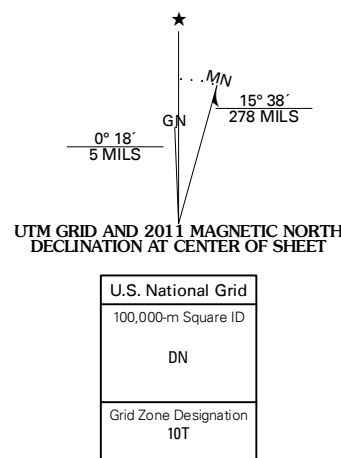 ★
MN
GN
15° 38´
278 MILS
0° 18´
5 MILS
UTM GRID AND 2011 MAGNETIC NORTH
DECLINATION AT CENTER OF SHEET
U.S. National Grid
100,000-m Square ID
DN
Grid Zone Designation
10T